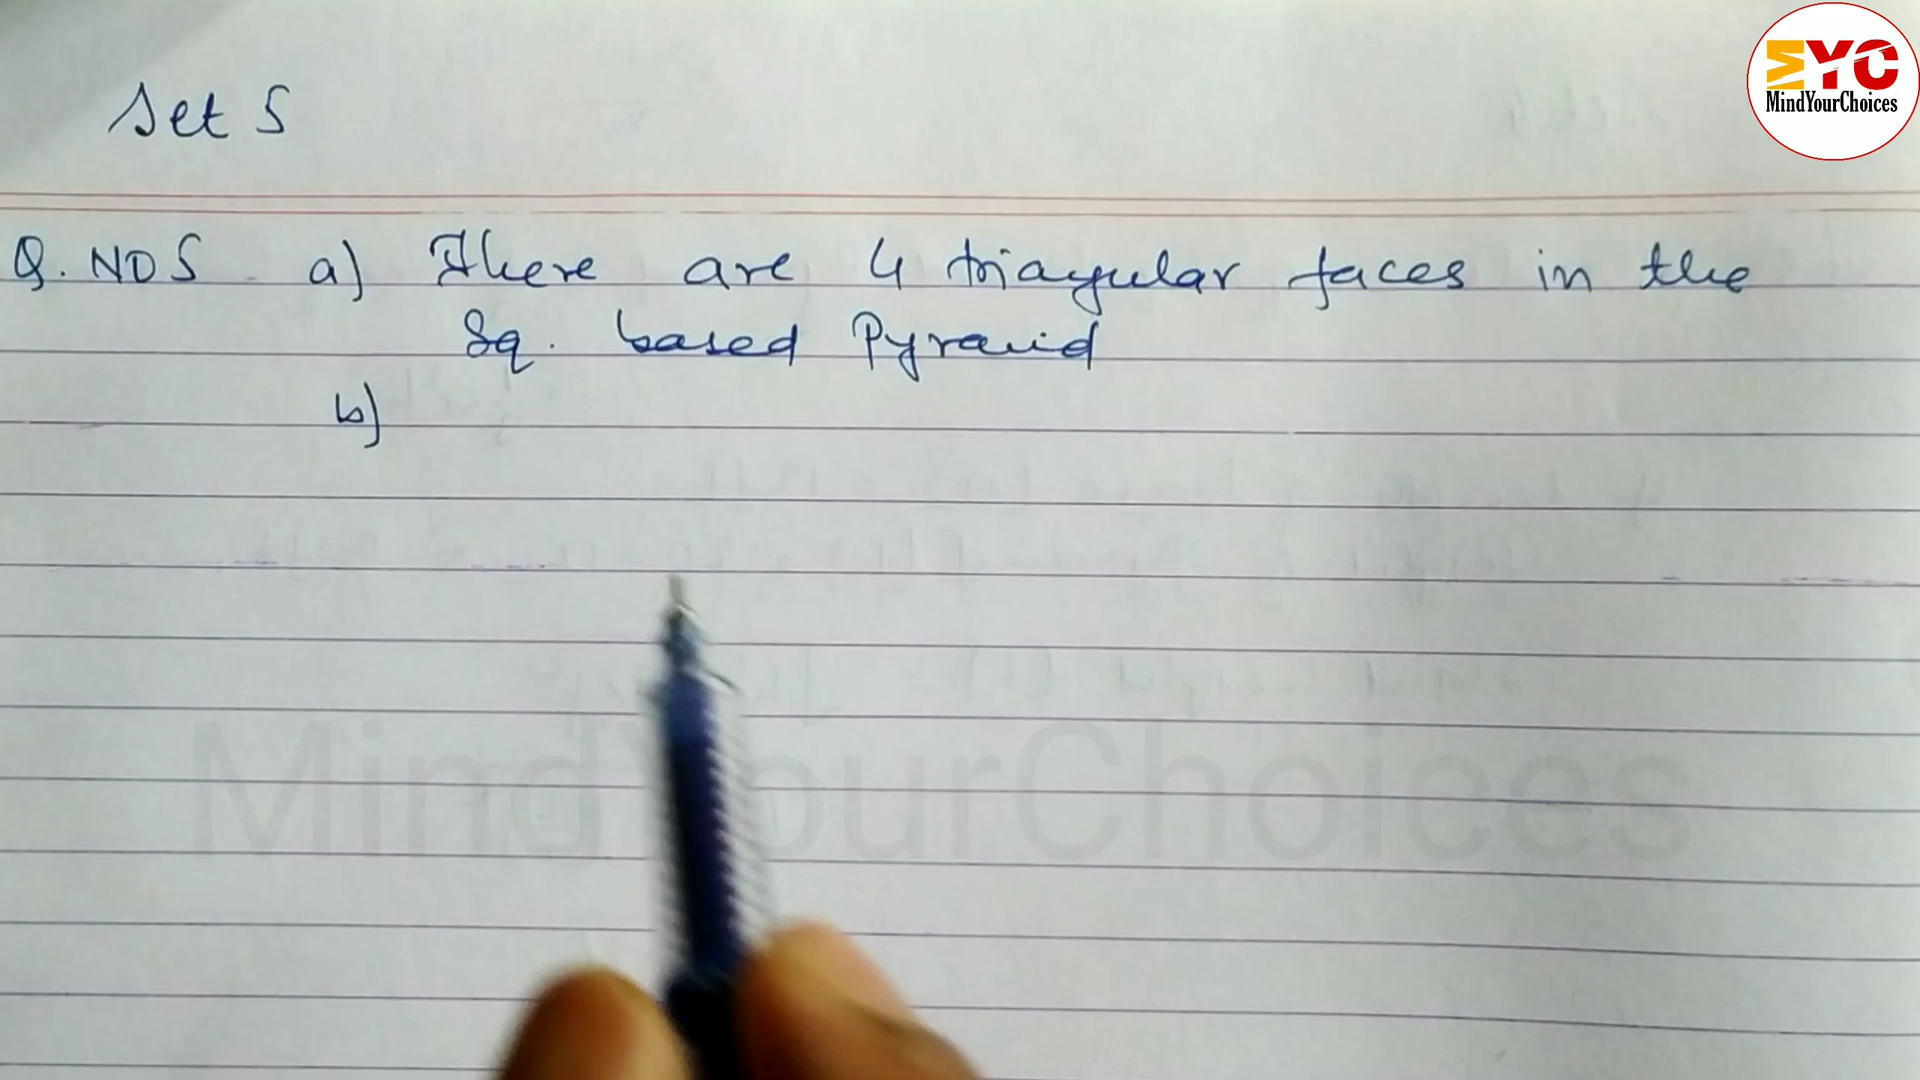 Set 5
MYC
MindYourChoices
Q. NO 5 a) There are 4 triangular faces in the
Sq. based Pyramid
b)
MindYourChoices